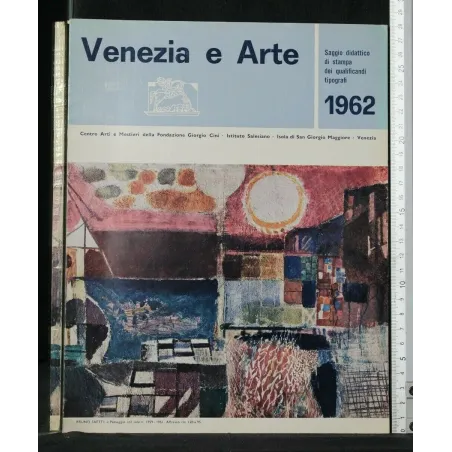 Venezia e Arte
Saggio didattico
di stampa
dei qualificandi
tipografi
1962
Centro Arti e Mestieri della Fondazione Giorgio Cini - Istituto Salesiano - Isola di San Giorgio Maggiore - Venezia